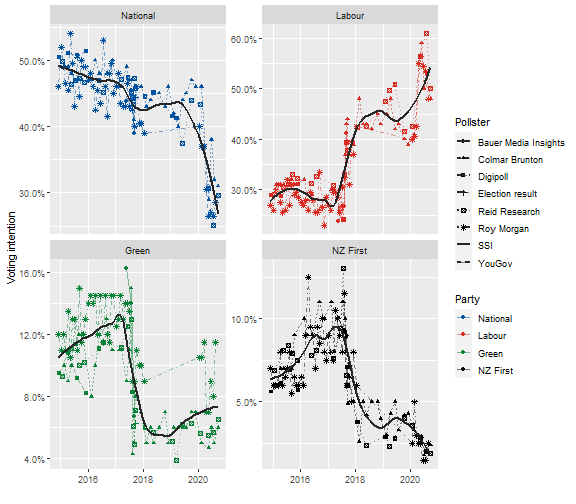 National
Labour
50.0%
40.0%
30.0%
60.0%
50.0%
40.0%
30.0%
Voting intention
Green
NZ First
16.0%
12.0%
8.0%
4.0%
10.0%
5.0%
2016
2018
2020
2016
2018
2020
Pollster
Bauer Media Insights
Colmar Brunton
Digipoll
Election result
Reid Research
Roy Morgan
SSI
YouGov
Party
National
Labour
Green
NZ First